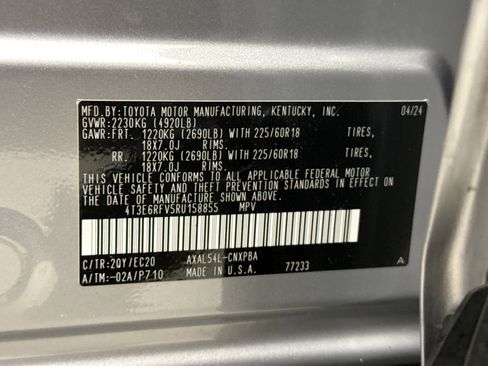 MFD.BY:TOYOTA MOTOR MANUFACTURING, KENTUCKY, INC. 04/24
GVWR:2230KG (4920LB)
GAWR:FRT. 1220KG (2690LB) WITH 225/60R18 TIRES,
18X7.0J RIMS.
RR. 1220KG (2690LB) WITH 225/60R18 TIRES,
18X7.0J RIMS.
THIS VEHICLE CONFORMS TO ALL APPLICABLE FEDERAL MOTOR
VEHICLE SAFETY AND THEFT PREVENTION STANDARDS IN EFFECT
ON THE DATE OF MANUFACTURE SHOWN ABOVE.
4T3E6RFV5RU158855 MPV
C/TR:2QY/EC20 AXAL54L-CNXPBA A
A/TM:-02A/P710 MADE IN U.S.A. 77233